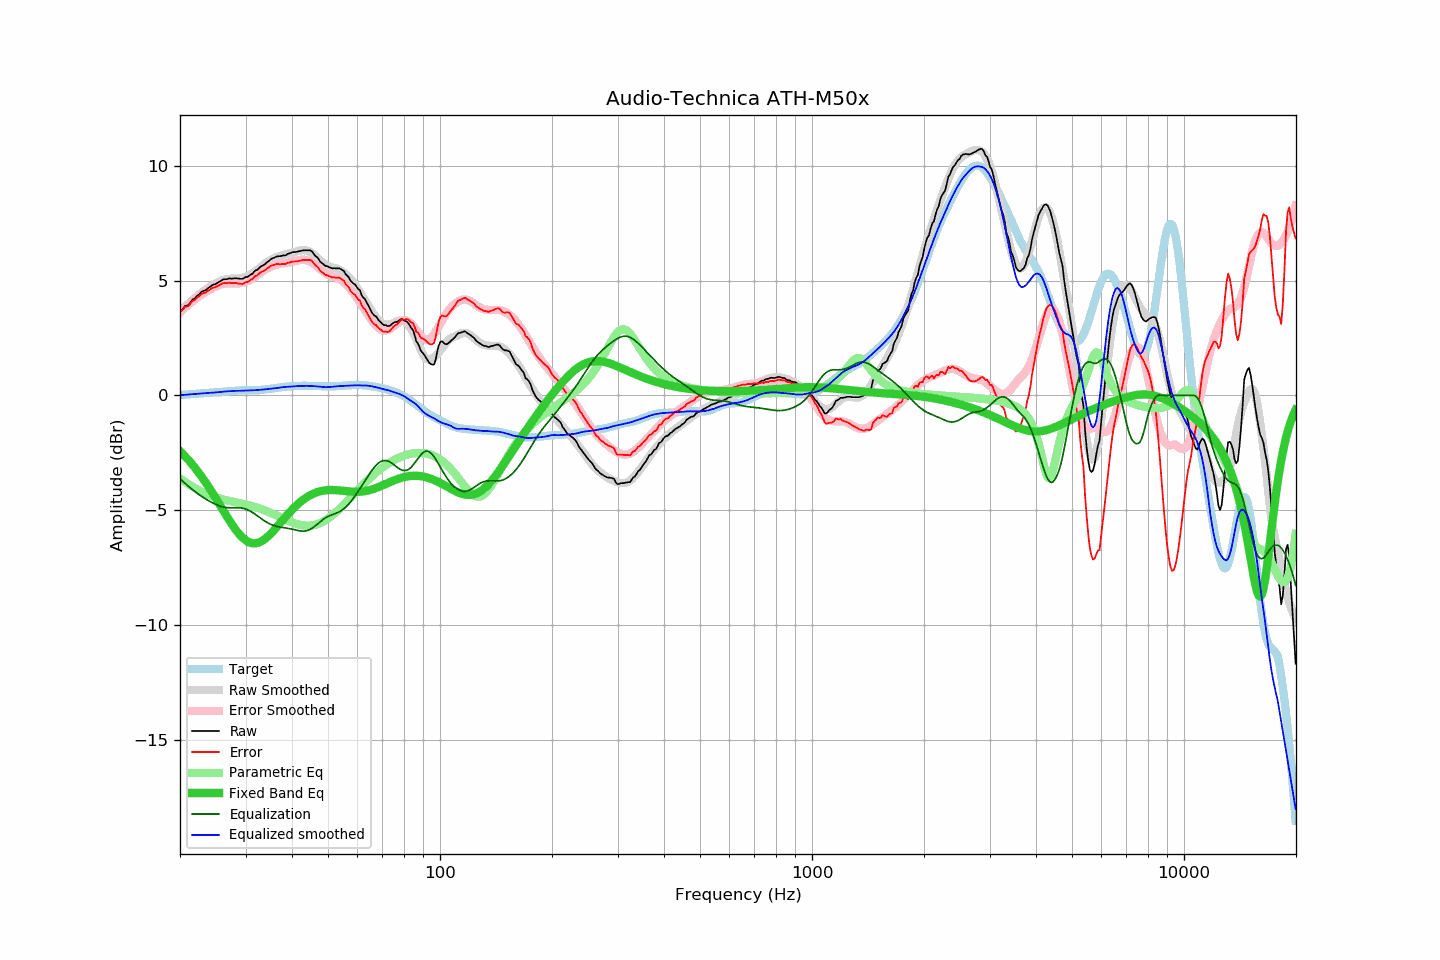 Audio-Technica ATH-M50x
10
5
0
−5
−10
−15
Amplitude (dBr)
Target
Raw Smoothed
Error Smoothed
Raw
Error
Parametric Eq
Fixed Band Eq
Equalization
Equalized smoothed
100
1000
10000
Frequency (Hz)